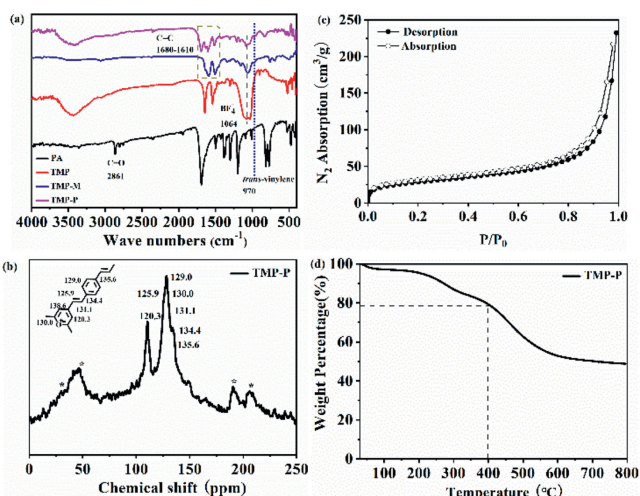 (a)
C=C
1680-1610
BF4
1064
PA
TMP
TMP-M
TMP-P
C=O
2861
trans-vinylene
970
4000 3500 3000 2500 2000 1500 1000 500
Wave numbers (cm-1)
(c)
Desorption
Absorption
N2 Absorption (cm3/g)
250
200
150
100
50
0
0.0 0.2 0.4 0.6 0.8 1.0
P/P0
(b)
TMP-P
129.0 135.6
125.9 134.4
138.6 131.1
130.0 120.3
129.0
125.9 130.0
120.3 131.1
134.4
135.6
* * * *
0 50 100 150 200 250
Chemical shift (ppm)
(d)
TMP-P
Weight Percentage(%)
100
80
60
40
20
0
100 200 300 400 500 600 700 800
Temperature (°C)